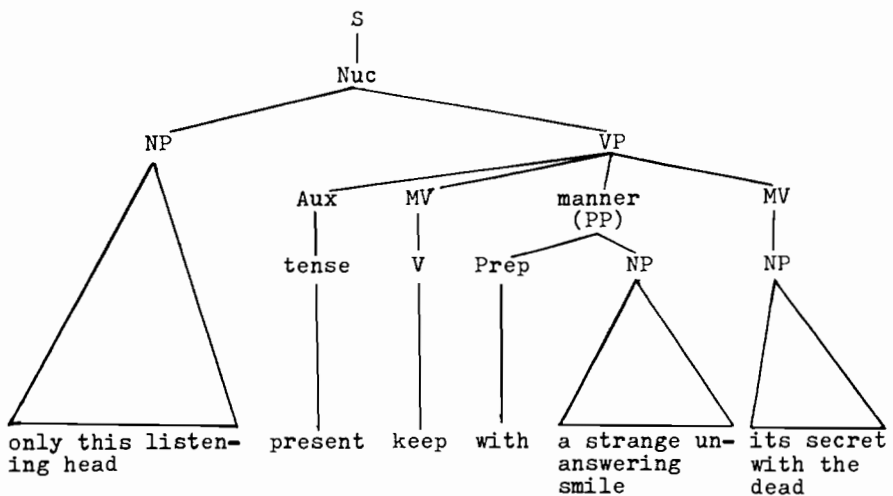 S
Nuc
NP VP
Aux MV manner MV
(PP)
tense V Prep NP NP
only this listen- present keep with a strange un- its secret
ing head answering with the
smile dead